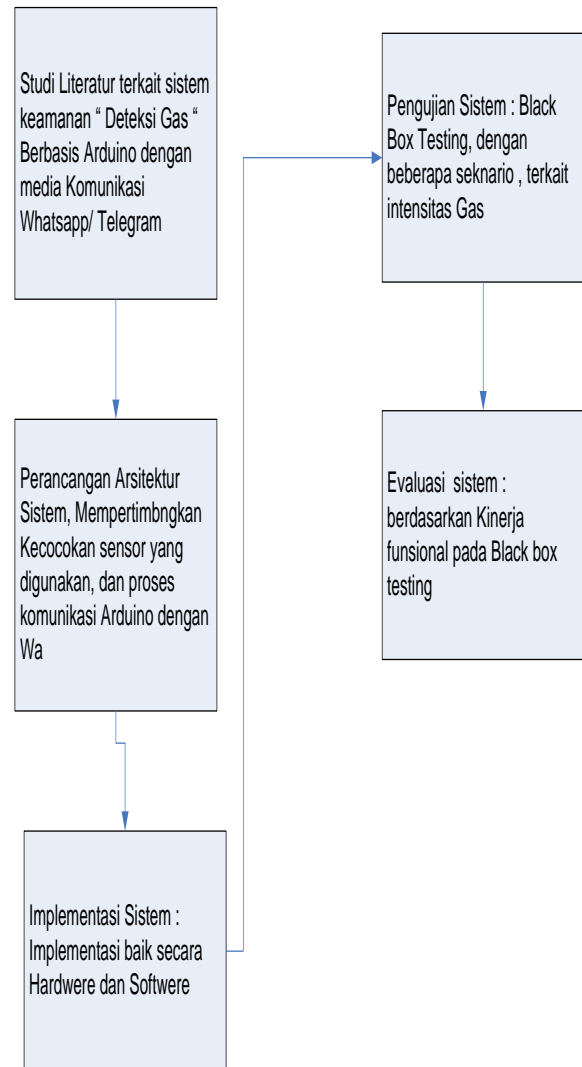 Studi Literatur terkait sistem
keamanan “ Deteksi Gas “
Berbasis Arduino dengan
media Komunikasi
Whatsapp/ Telegram
Perancangan Arsitektur
Sistem, Mempertimbngkan
Kecocokan sensor yang
digunakan, dan proses
komunikasi Arduino dengan
Wa
Implementasi Sistem :
Implementasi baik secara
Hardwere dan Softwere
Pengujian Sistem : Black
Box Testing, dengan
beberapa seknario , terkait
intensitas Gas
Evaluasi sistem :
berdasarkan Kinerja
funsional pada Black box
testing